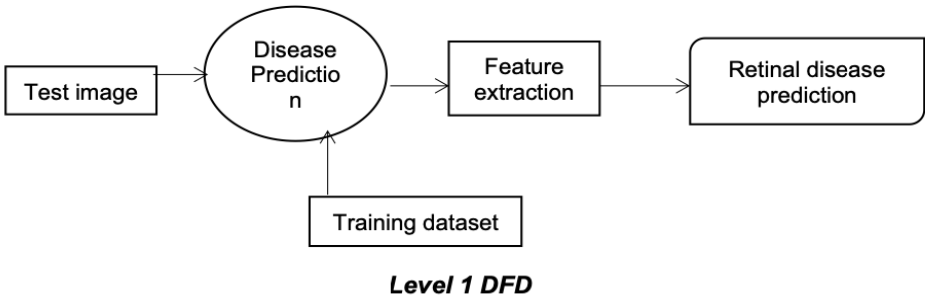 Test image
Disease
Predictio
n
Feature
extraction
Retinal disease
prediction
Training dataset
Level 1 DFD